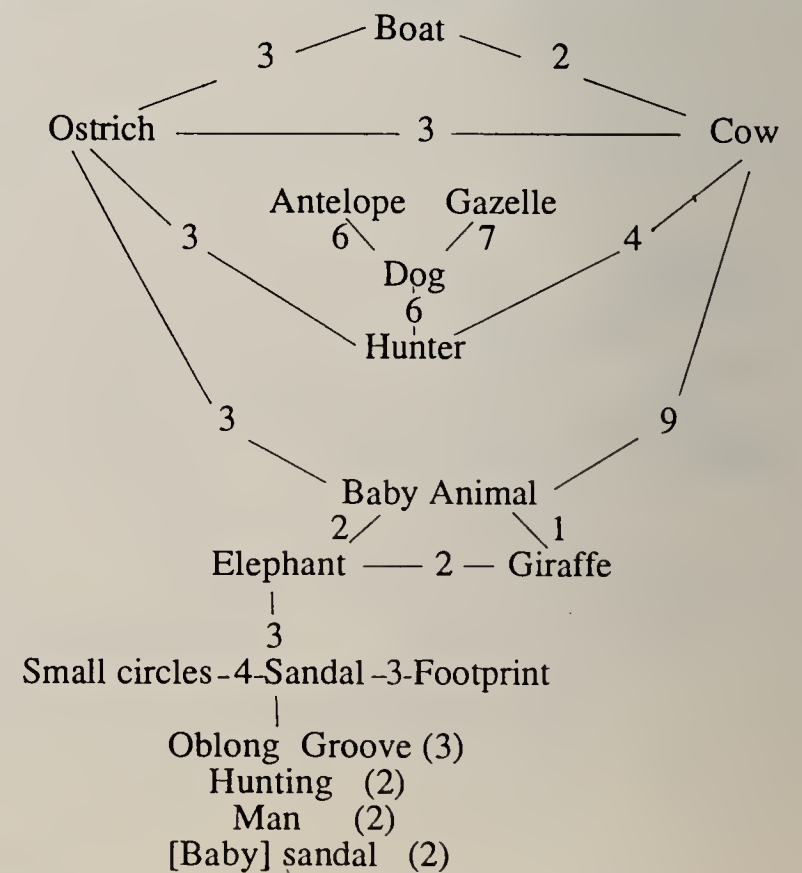 Boat
3 2
Ostrich 3 Cow
Antelope Gazelle
3 6 7 4
Dog
6
Hunter
3 9
Baby Animal
2 1
Elephant 2 Giraffe
3
Small circles-4-Sandal-3-Footprint
Oblong Groove (3)
Hunting (2)
Man (2)
[Baby] sandal (2)